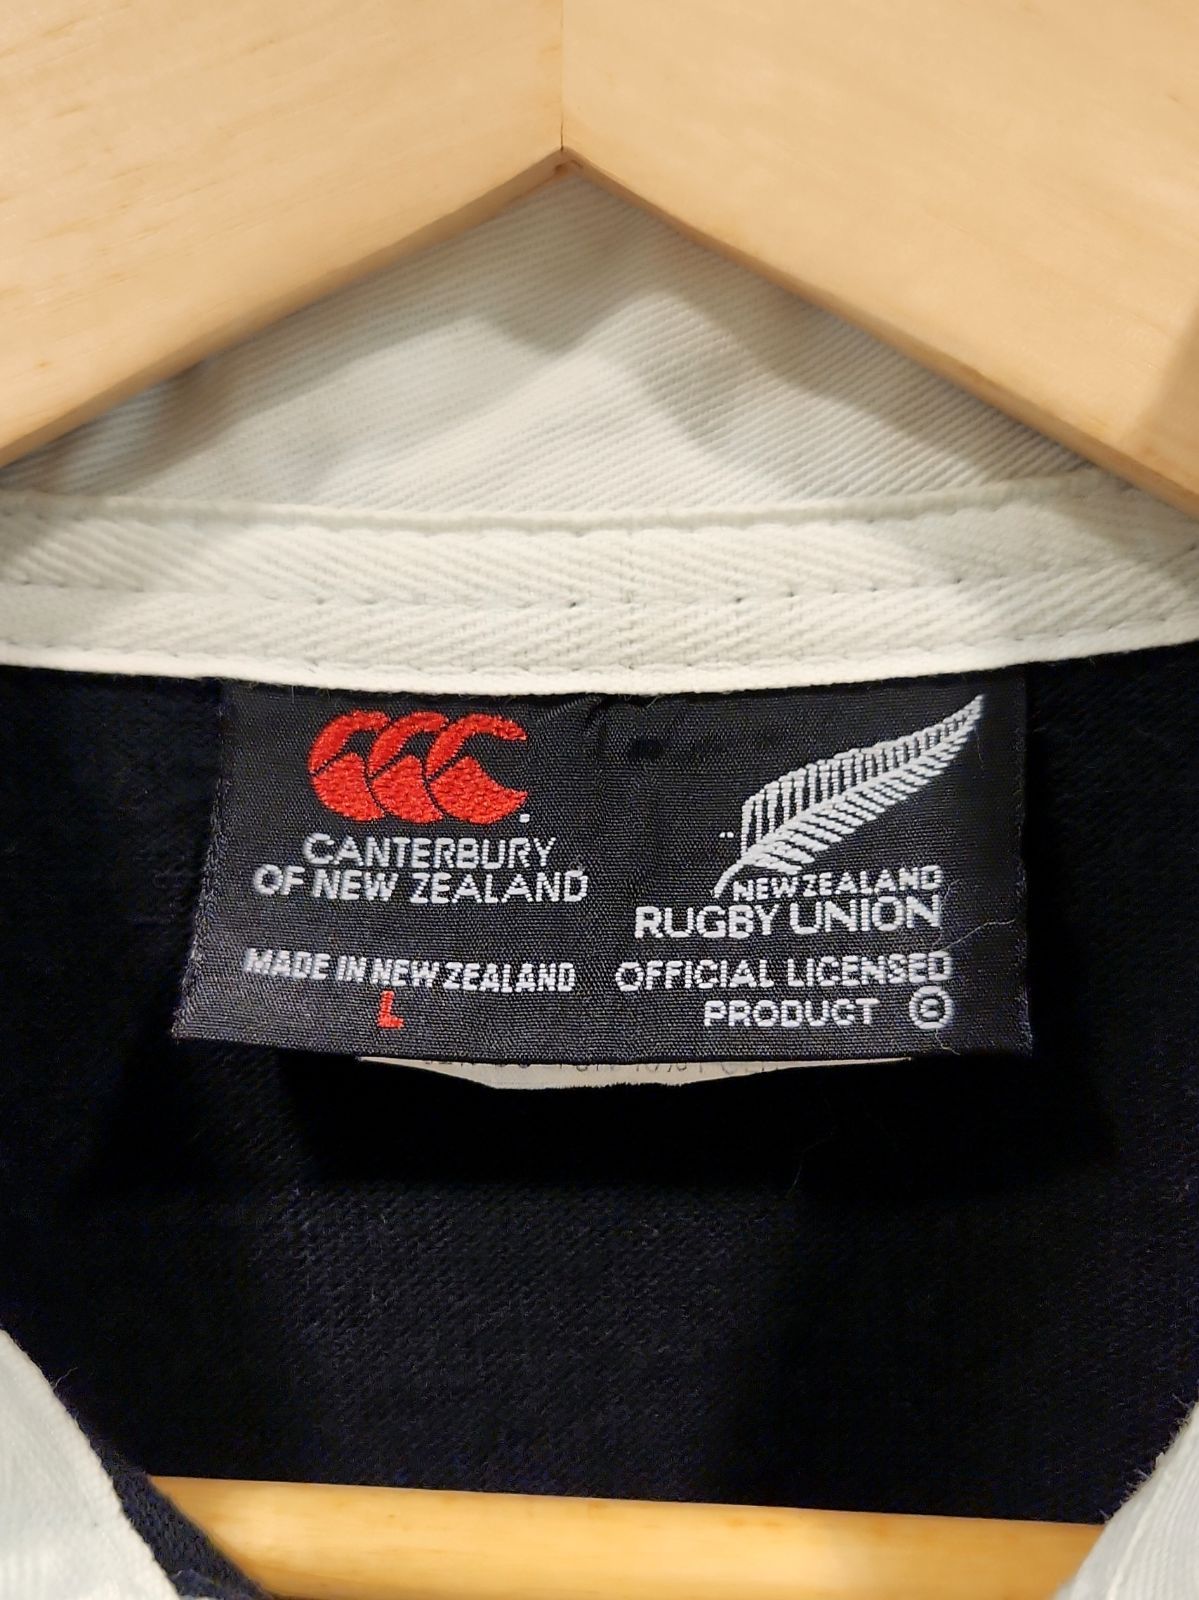 CANTERBURY
OF NEW ZEALAND
MADE IN NEW ZEALAND
L
NEW ZEALAND
RUGBY UNION
OFFICIAL LICENSED
PRODUCT ©